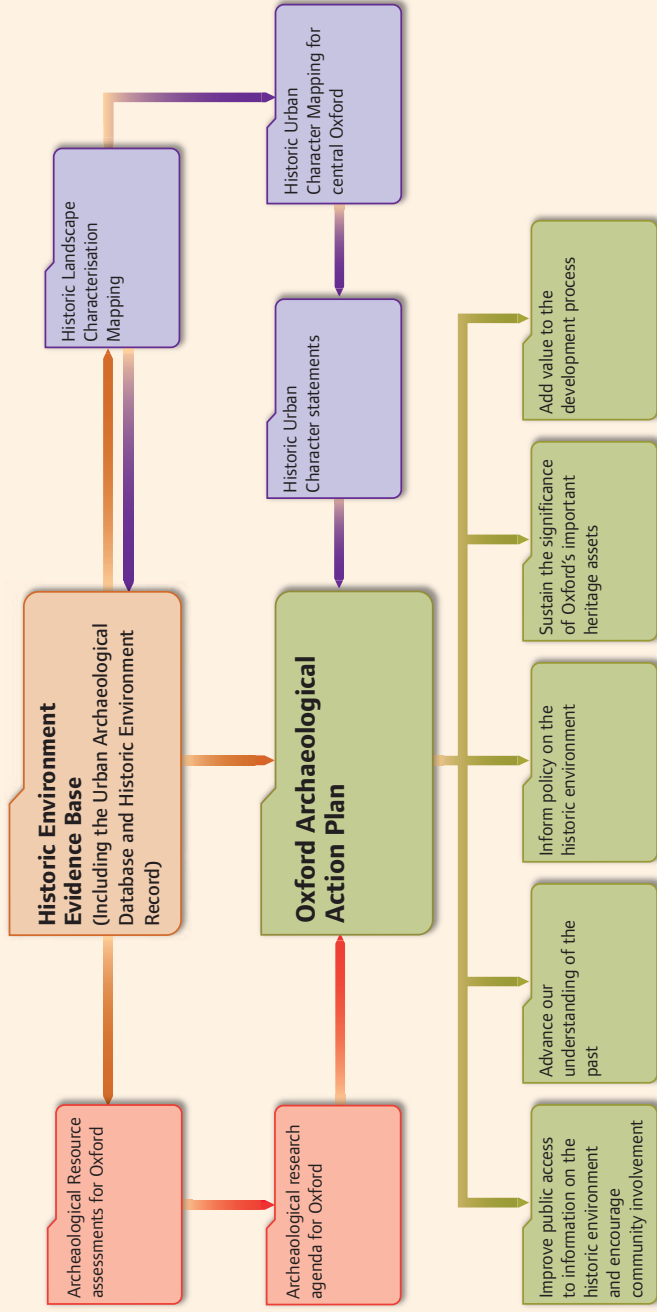 Historic Environment
Evidence Base
(Including the Urban Archaeological
Database and Historic Environment
Record)
Historic Landscape
Characterisation
Mapping
Archaeological Resource
assessments for Oxford
Archeaological research
agenda for Oxford
Oxford Archaeological
Action Plan
Historic Urban
Character statements
Historic Urban
Character Mapping for
central Oxford
Improve public access
to information on the
historic environment
and encourage
community involvement
Advance our
understanding of the
past
Inform policy on the
historic environment
Sustain the significance
of Oxford's important
heritage assets
Add value to the
development process